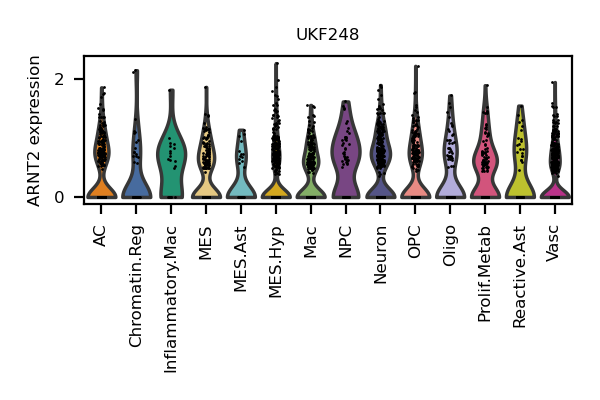 UKF248
ARNT2 expression
2
0
AC
Chromatin.Reg
Inflammatory.Mac
MES
MES.Ast
MES.Hyp
Mac
NPC
Neuron
OPC
Oligo
Prolif.Metab
Reactive.Ast
Vasc